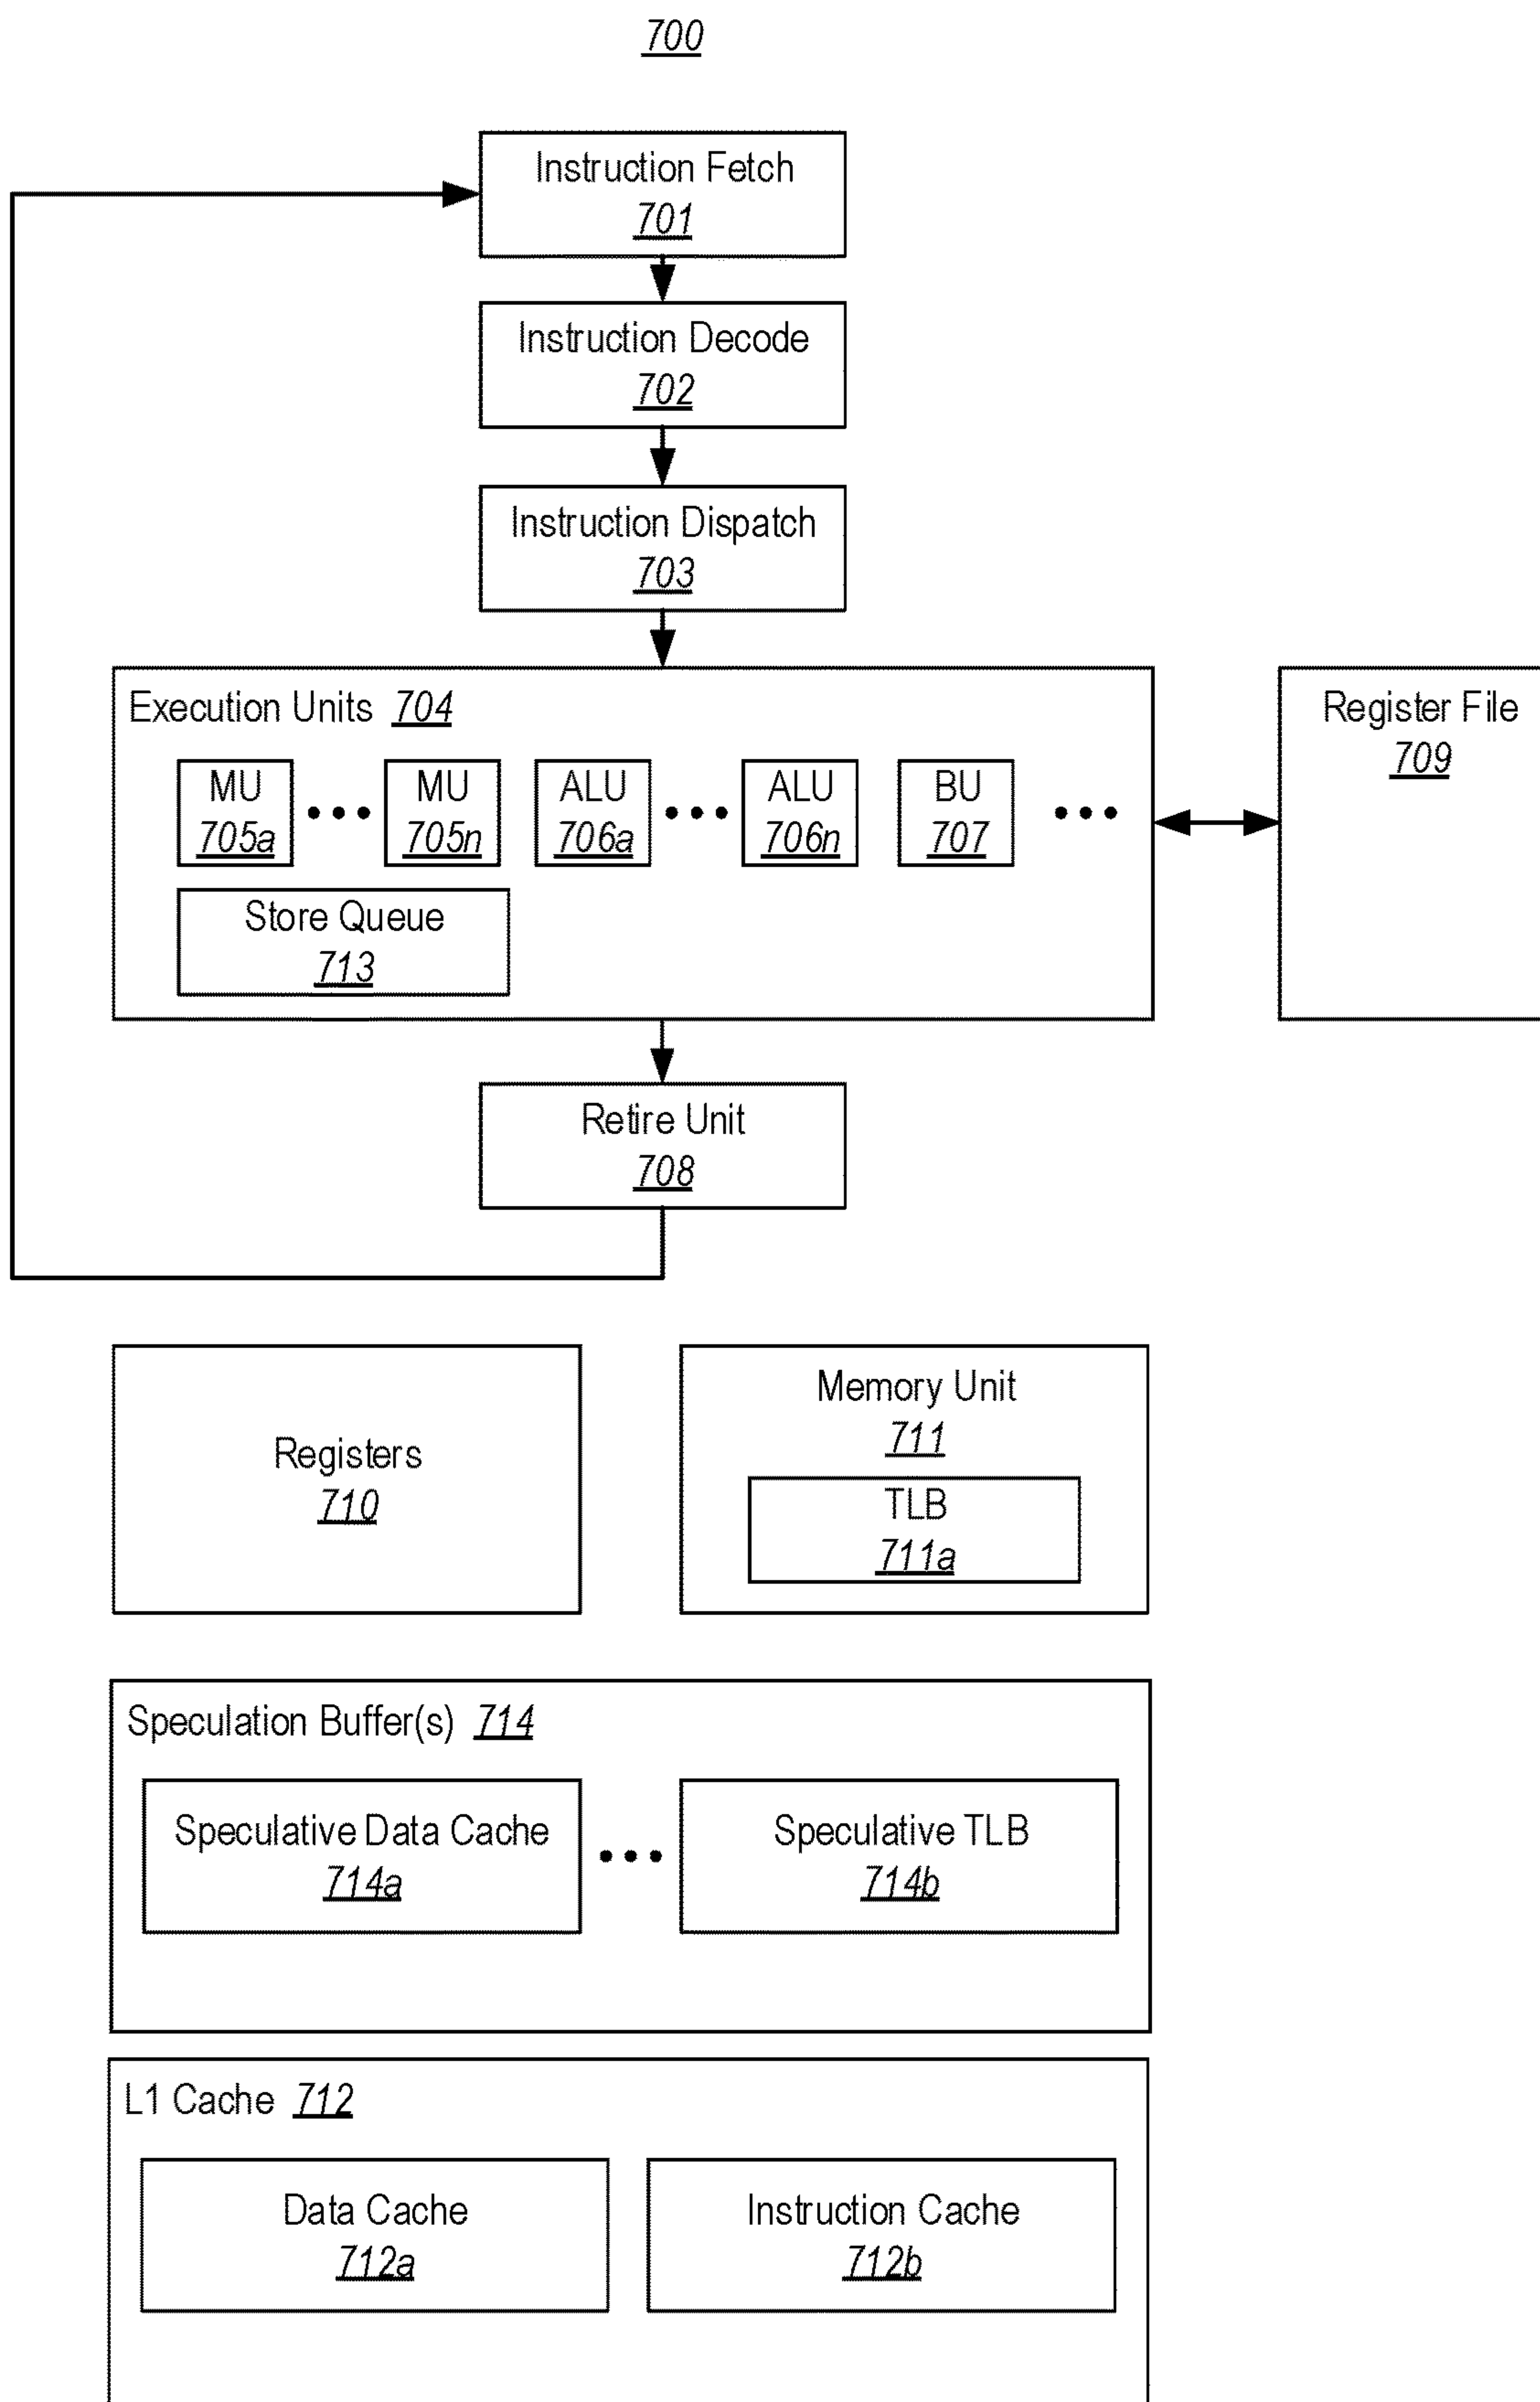 700
Instruction Fetch
701
Instruction Decode
702
Instruction Dispatch
703
Execution Units 704
MU
705a
MU
705n
ALU
706a
ALU
706n
BU
707
Store Queue
713
Register File
709
Retire Unit
708
Registers
710
Memory Unit
711
TLB
711a
Speculation Buffer(s) 714
Speculative Data Cache
714a
Speculative TLB
714b
L1 Cache 712
Data Cache
712a
Instruction Cache
712b